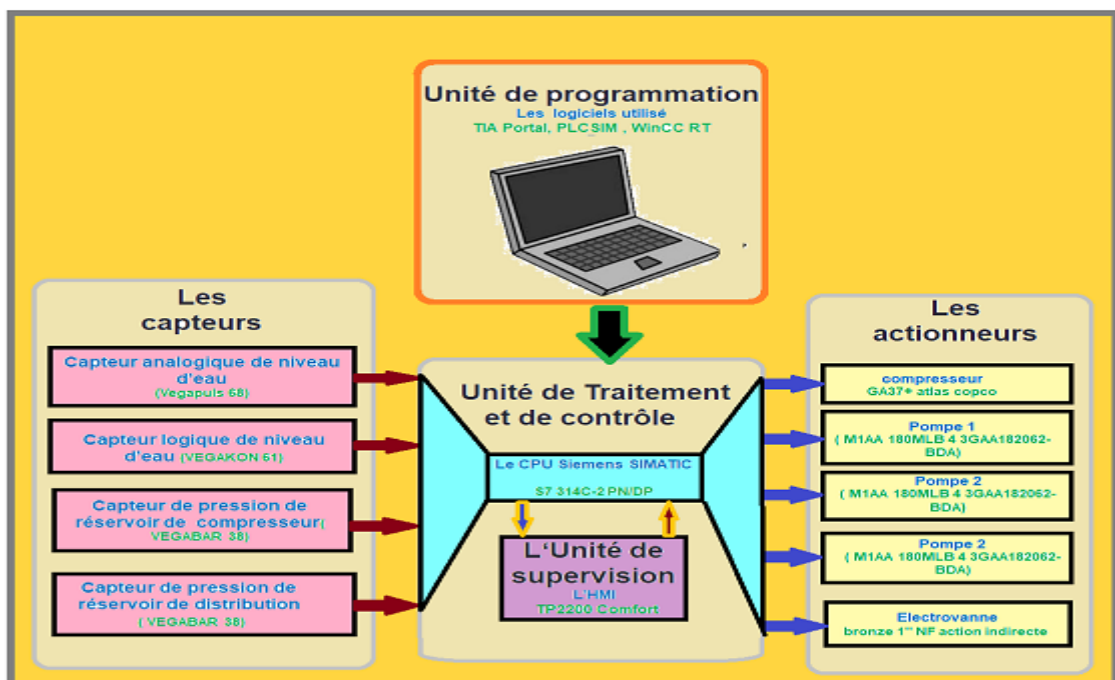 Unité de programmation
Les logiciels utilisé
TIA Portal, PLCSIM , WinCC RT
Les
capteurs
Capteur analogique de niveau
d'eau
(Vegapuls 68)
Capteur logique de niveau
d'eau (VEGAKON 61)
Capteur de pression de
réservoir de compresseur(
VEGABAR 38)
Capteur de pression de
réservoir de distribution
( VEGABAR 38)
Unité de Traitement
et de contrôle
Le CPU Siemens SIMATIC
S7 314C-2 PN/DP
L'Unité de
supervision
L'HMI
TP2200 Comfort
Les
actionneurs
compresseur
GA37+ atlas copco
Pompe 1
( M1AA 180MLB 4 3GAA182062-
BDA)
Pompe 2
( M1AA 180MLB 4 3GAA182062-
BDA)
Pompe 2
( M1AA 180MLB 4 3GAA182062-
BDA)
Electrovanne
bronze 1'' NF action indirecte